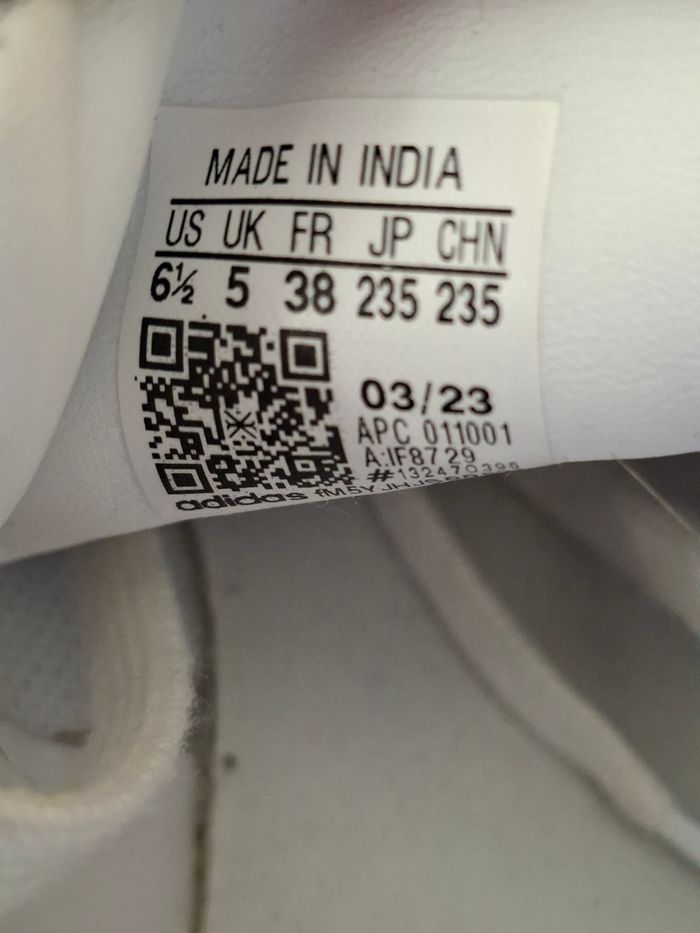 MADE IN INDIA
US UK FR JP CHN
6½ 5 38 235 235
03/23
APC 011001
A:IF8729
#132470395
adidas